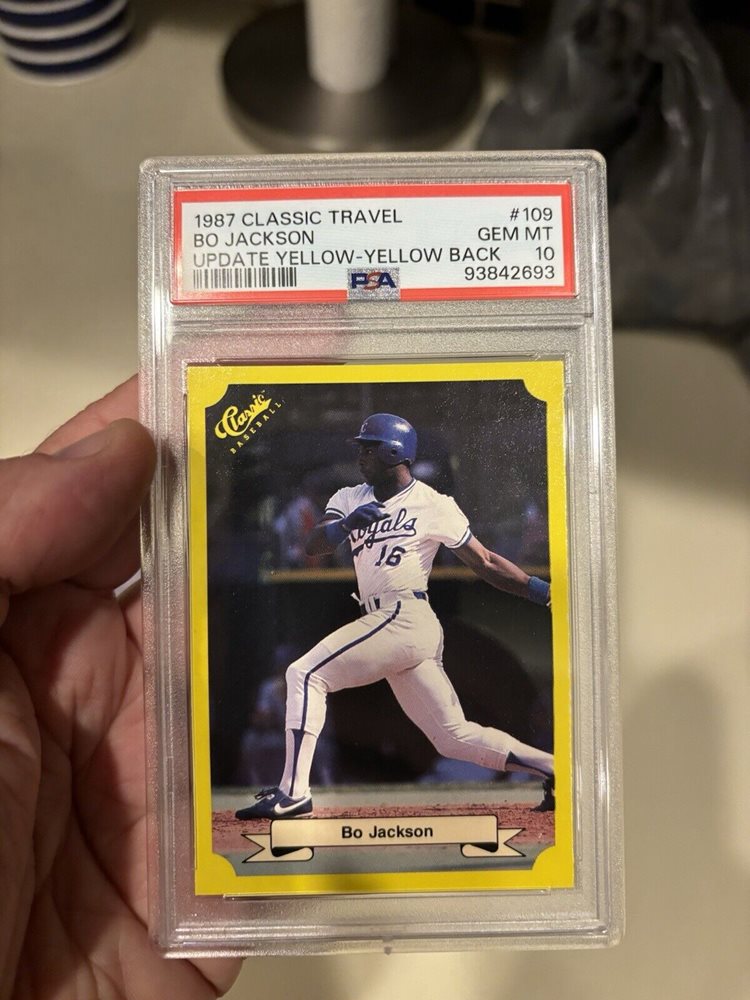 1987 CLASSIC TRAVEL #109
BO JACKSON GEM MT
UPDATE YELLOW-YELLOW BACK 10
PSA 93842693
Classic™
BASEBALL
Royals
16
Bo Jackson